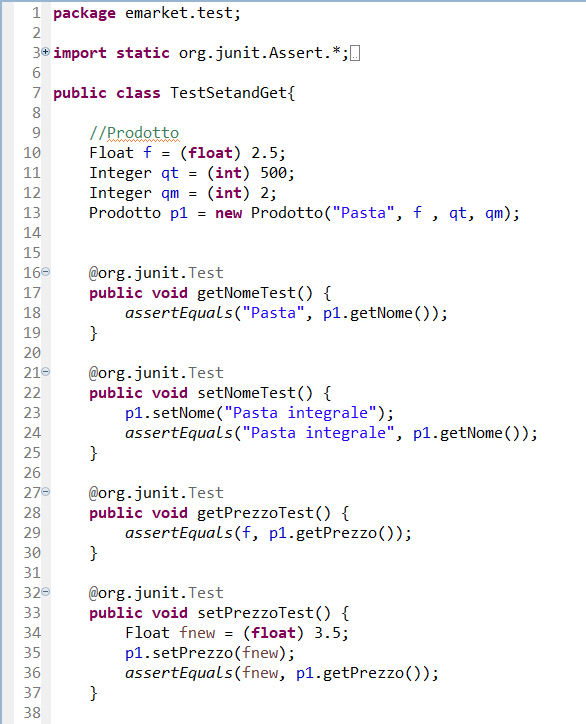 1 package emarket.test;
2
3 import static org.junit.Assert.*;
6
7 public class TestSetandGet{
8
9 //Prodotto
10 Float f = (float) 2.5;
11 Integer qt = (int) 500;
12 Integer qm = (int) 2;
13 Prodotto p1 = new Prodotto("Pasta", f , qt, qm);
14
15
16 @org.junit.Test
17 public void getNomeTest() {
18 assertEquals("Pasta", p1.getNome());
19 }
20
21 @org.junit.Test
22 public void setNomeTest() {
23 p1.setNome("Pasta integrale");
24 assertEquals("Pasta integrale", p1.getNome());
25 }
26
27 @org.junit.Test
28 public void getPrezzoTest() {
29 assertEquals(f, p1.getPrezzo());
30 }
31
32 @org.junit.Test
33 public void setPrezzoTest() {
34 Float fnew = (float) 3.5;
35 p1.setPrezzo(fnew);
36 assertEquals(fnew, p1.getPrezzo());
37 }
38